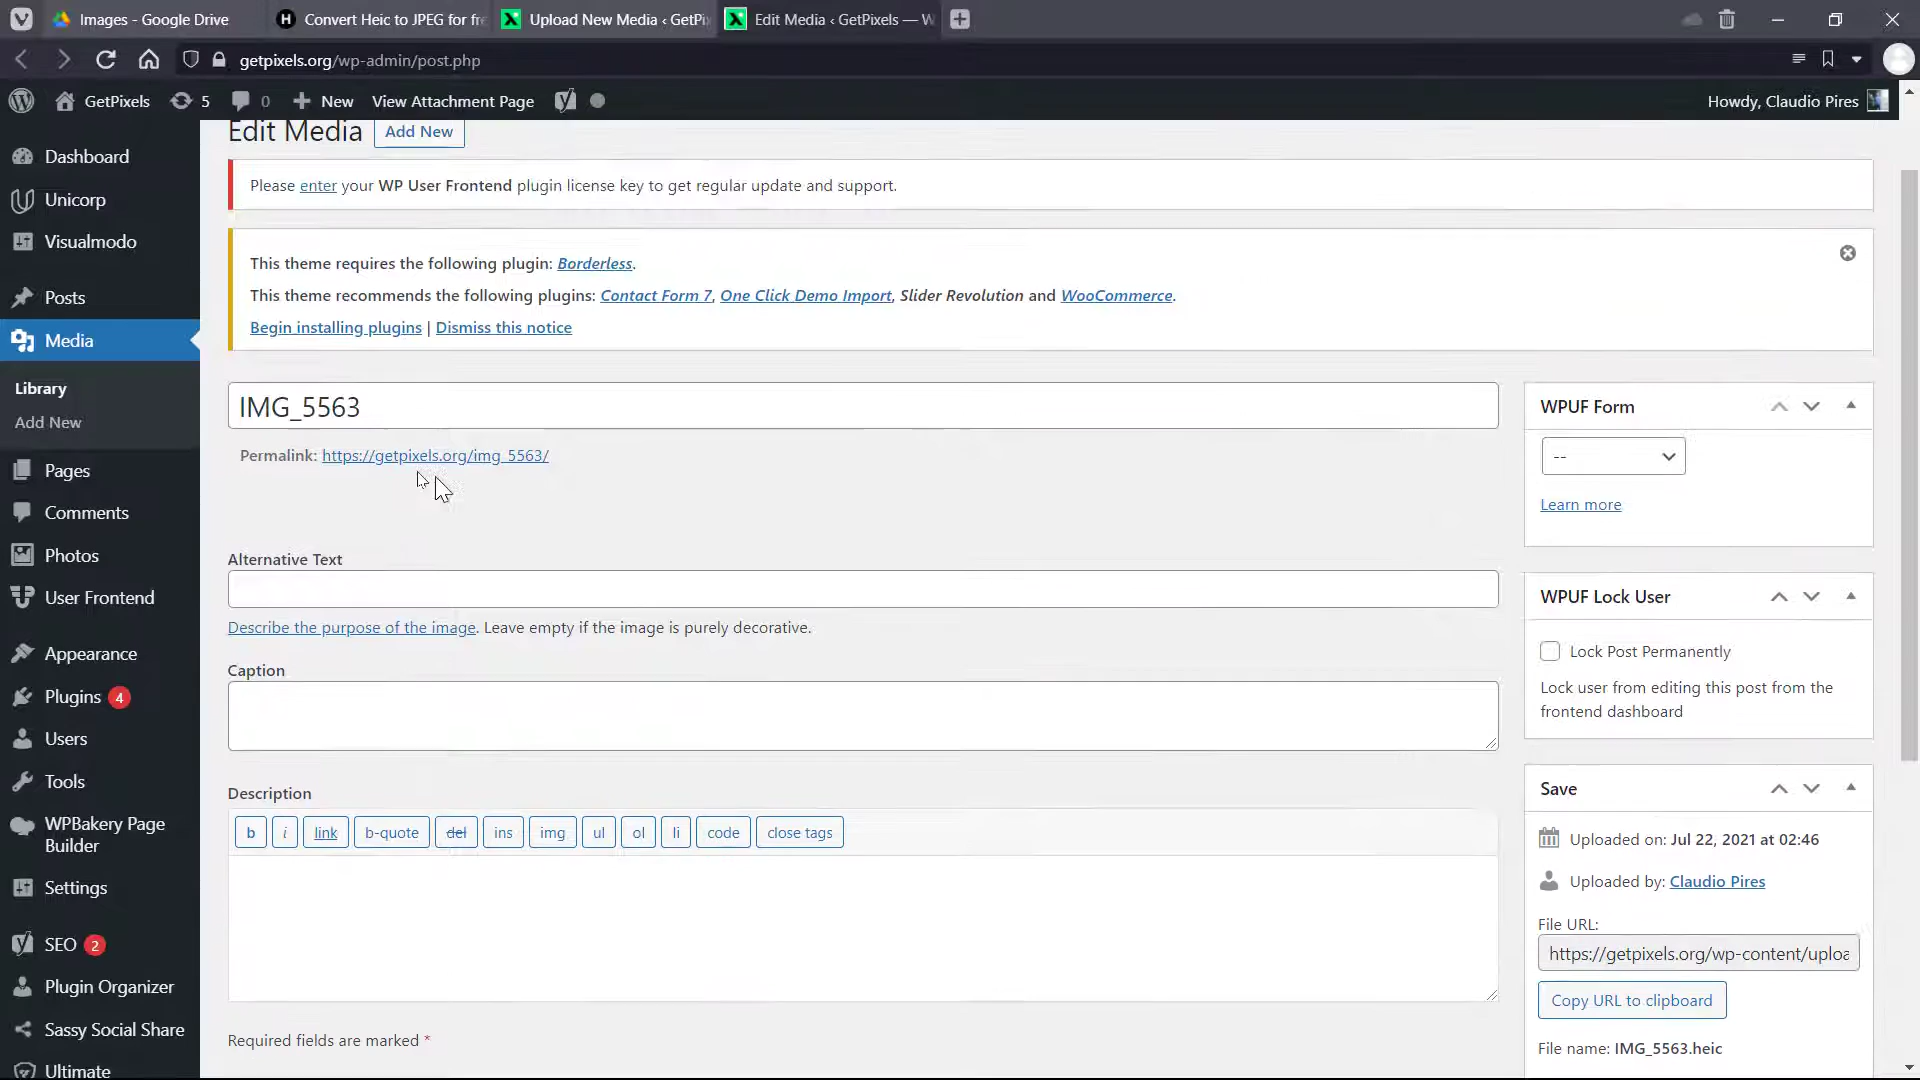 Images - Google Drive
Convert Heic to JPEG for fre
Upload New Media ‹ GetPi
Edit Media ‹ GetPixels — W
getpixels.org/wp-admin/post.php
GetPixels 5 0 New View Attachment Page
Howdy, Claudio Pires
Dashboard
Unicorp
Visualmodo
Posts
Media
Library
Add New
Pages
Comments
Photos
User Frontend
Appearance
Plugins 4
Users
Tools
WPBakery Page
Builder
Settings
SEO 2
Plugin Organizer
Sassy Social Share
Ultimate
Edit Media Add New
Please enter your WP User Frontend plugin license key to get regular update and support.
This theme requires the following plugin: Borderless.
This theme recommends the following plugins: Contact Form 7, One Click Demo Import, Slider Revolution and WooCommerce.
Begin installing plugins | Dismiss this notice
IMG_5563
Permalink: https://getpixels.org/img_5563/
Alternative Text
Describe the purpose of the image. Leave empty if the image is purely decorative.
Caption
Description
b i link b-quote del ins img ul ol li code close tags
Required fields are marked *
WPUF Form
--
Learn more
WPUF Lock User
Lock Post Permanently
Lock user from editing this post from the
frontend dashboard
Save
Uploaded on: Jul 22, 2021 at 02:46
Uploaded by: Claudio Pires
File URL:
https://getpixels.org/wp-content/uploa
Copy URL to clipboard
File name: IMG_5563.heic